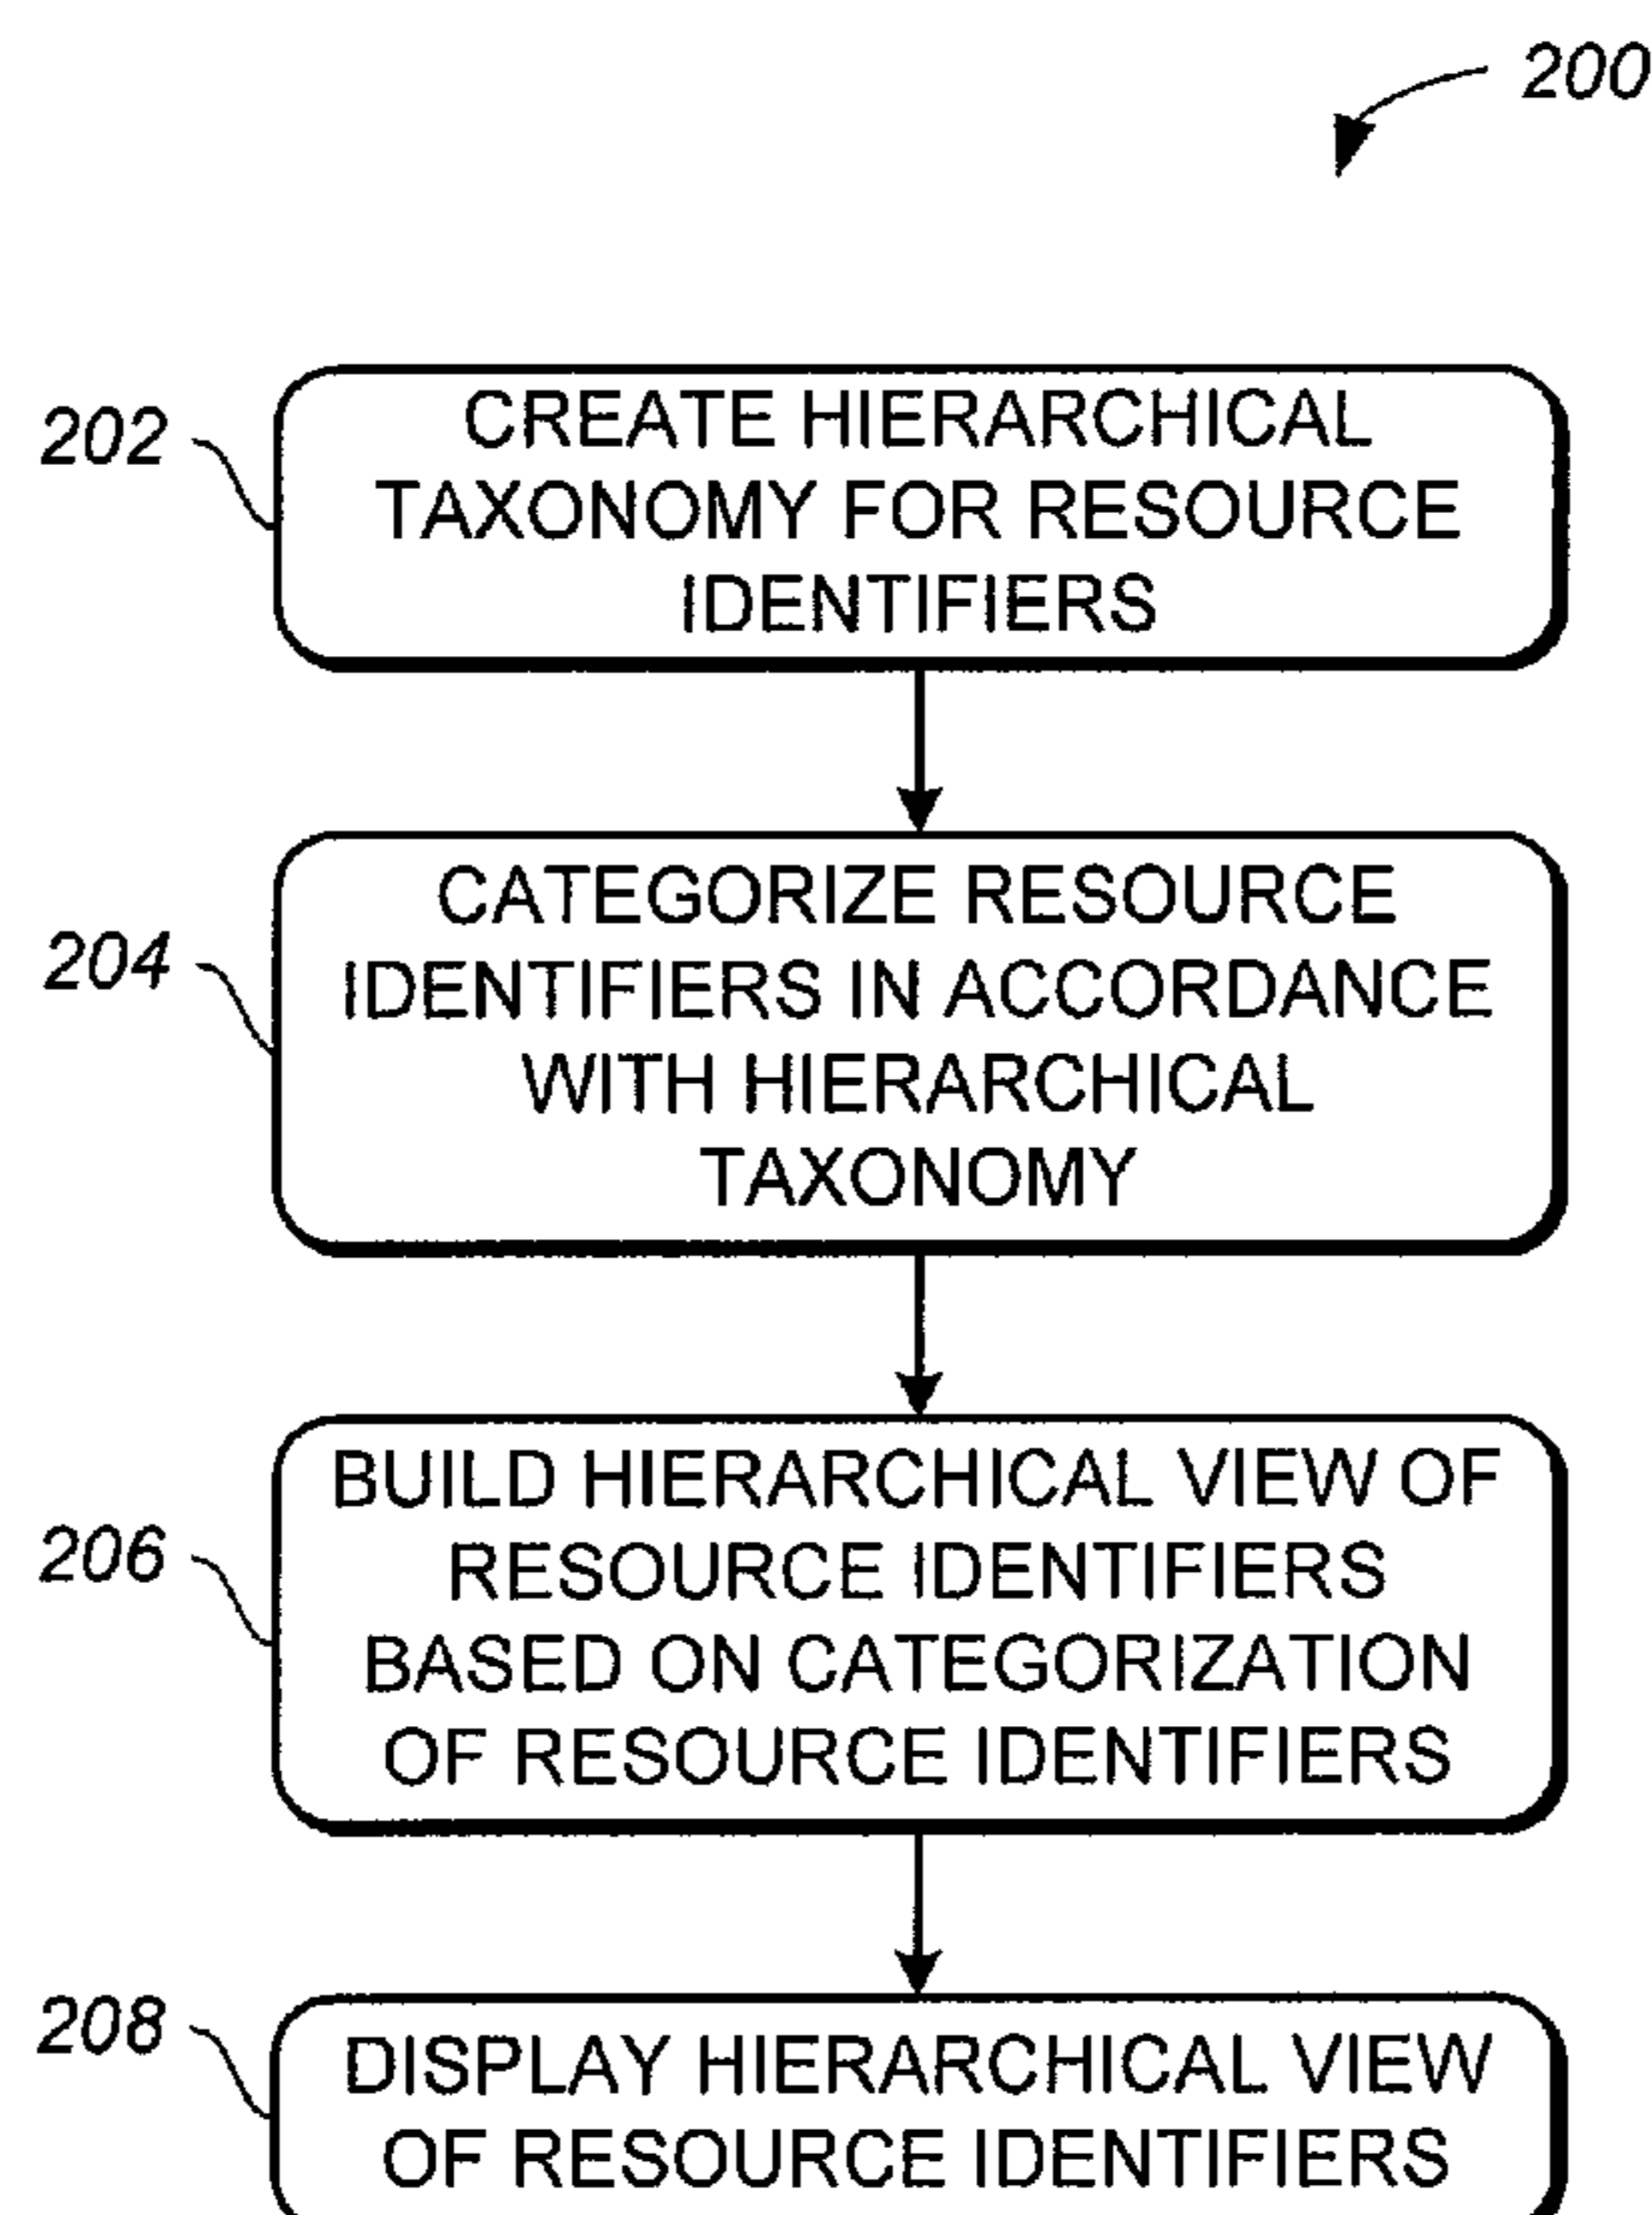 200
202
CREATE HIERARCHICAL
TAXONOMY FOR RESOURCE
IDENTIFIERS
204
CATEGORIZE RESOURCE
IDENTIFIERS IN ACCORDANCE
WITH HIERARCHICAL
TAXONOMY
206
BUILD HIERARCHICAL VIEW OF
RESOURCE IDENTIFIERS
BASED ON CATEGORIZATION
OF RESOURCE IDENTIFIERS
208
DISPLAY HIERARCHICAL VIEW
OF RESOURCE IDENTIFIERS